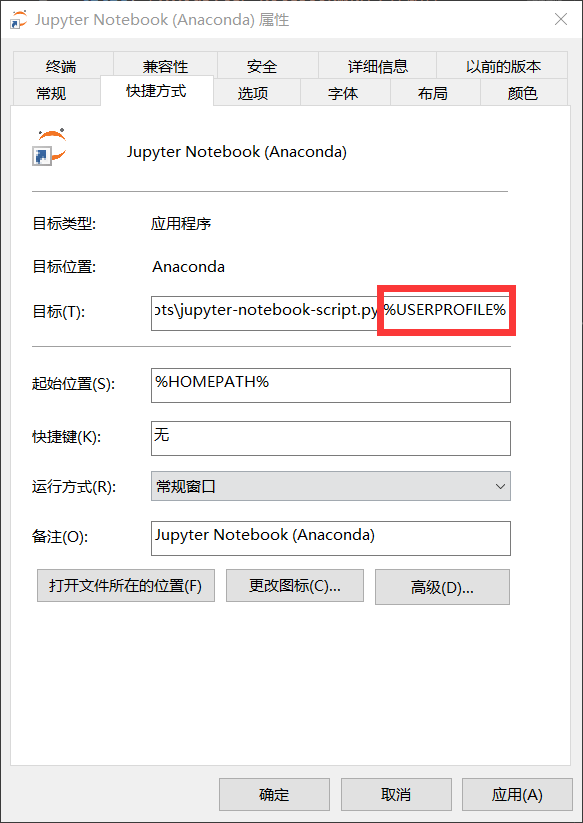 Jupyter Notebook (Anaconda) 属性
终端 兼容性 安全 详细信息 以前的版本
常规 快捷方式 选项 字体 布局 颜色
Jupyter Notebook (Anaconda)
目标类型: 应用程序
目标位置: Anaconda
目标(T): pts\jupyter-notebook-script.py %USERPROFILE%
起始位置(S): %HOMEPATH%
快捷键(K): 无
运行方式(R): 常规窗口
备注(O): Jupyter Notebook (Anaconda)
打开文件所在的位置(F) 更改图标(C)... 高级(D)...
确定 取消 应用(A)